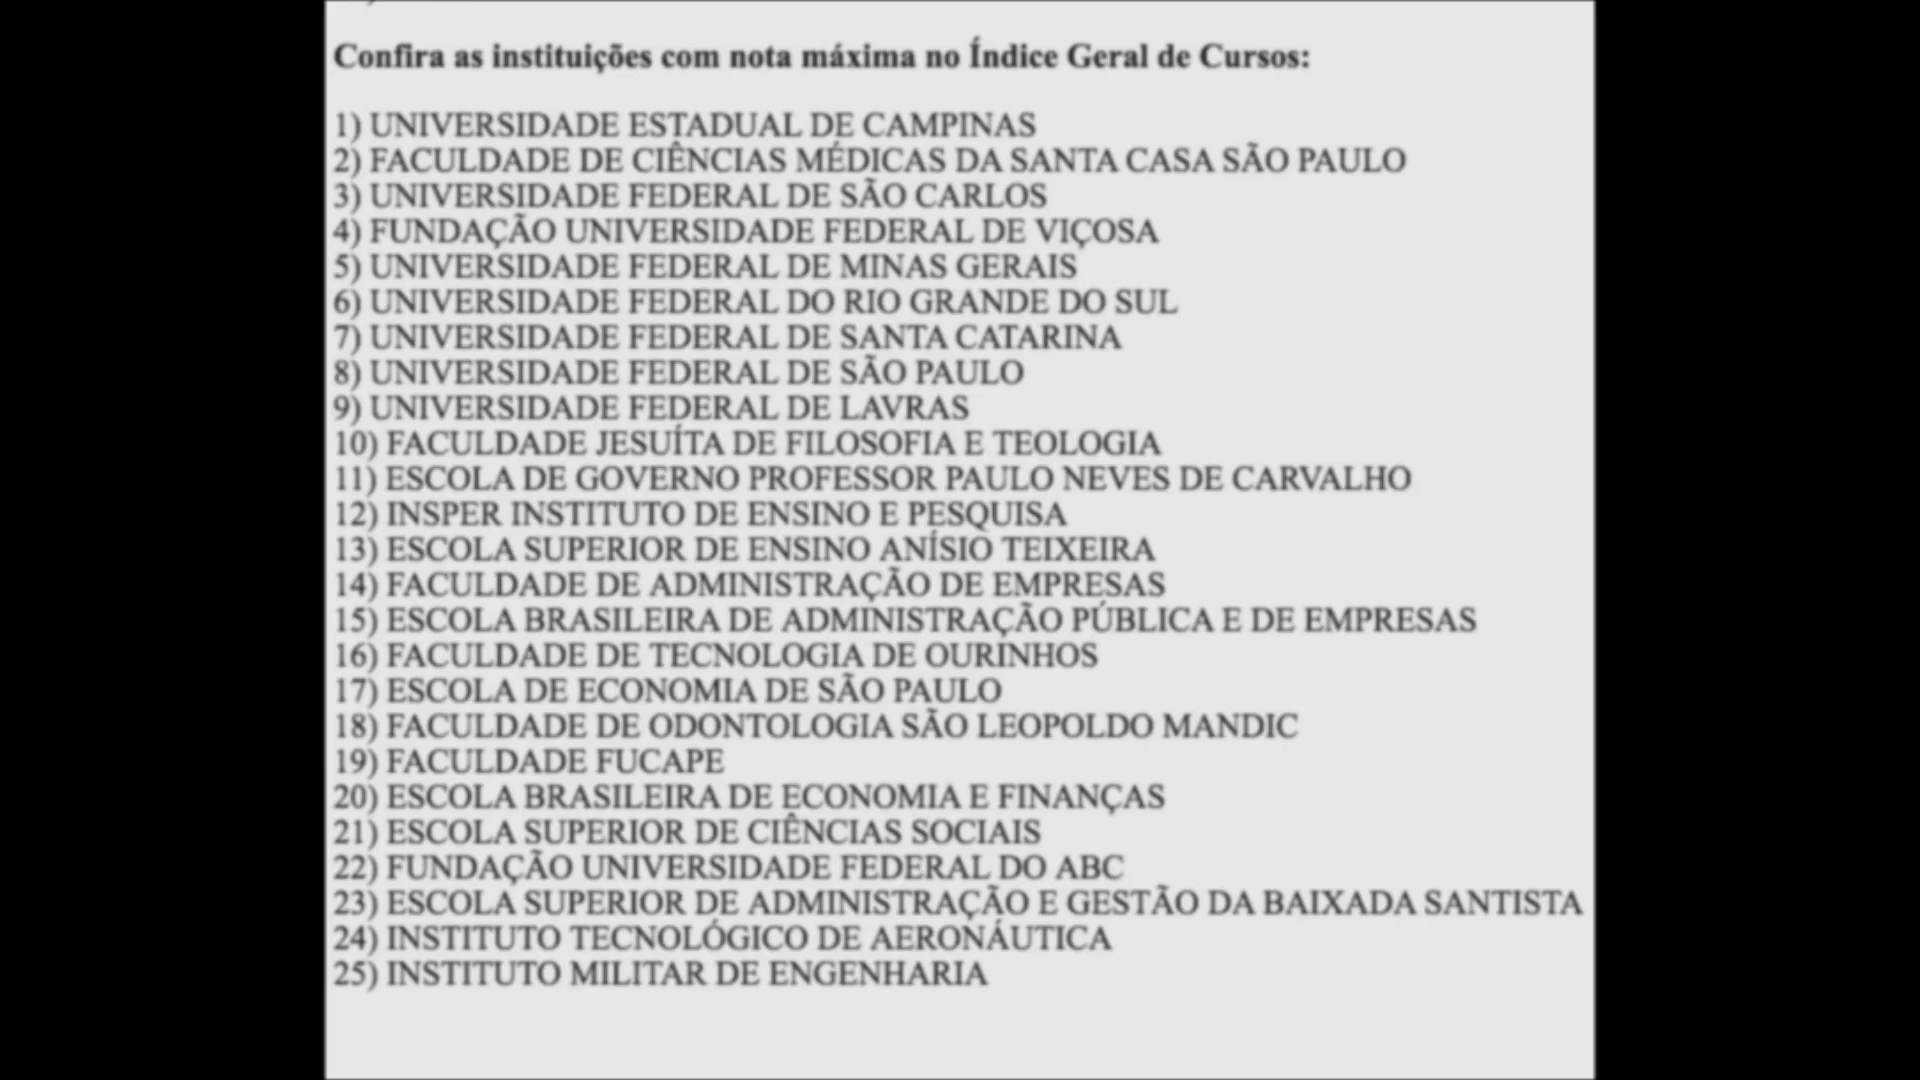 Confira as instituições com nota máxima no Índice Geral de Cursos:
1) UNIVERSIDADE ESTADUAL DE CAMPINAS
2) FACULDADE DE CIÊNCIAS MÉDICAS DA SANTA CASA SÃO PAULO
3) UNIVERSIDADE FEDERAL DE SÃO CARLOS
4) FUNDAÇÃO UNIVERSIDADE FEDERAL DE VIÇOSA
5) UNIVERSIDADE FEDERAL DE MINAS GERAIS
6) UNIVERSIDADE FEDERAL DO RIO GRANDE DO SUL
7) UNIVERSIDADE FEDERAL DE SANTA CATARINA
8) UNIVERSIDADE FEDERAL DE SÃO PAULO
9) UNIVERSIDADE FEDERAL DE LAVRAS
10) FACULDADE JESUÍTA DE FILOSOFIA E TEOLOGIA
11) ESCOLA DE GOVERNO PROFESSOR PAULO NEVES DE CARVALHO
12) INSPER INSTITUTO DE ENSINO E PESQUISA
13) ESCOLA SUPERIOR DE ENSINO ANÍSIO TEIXEIRA
14) FACULDADE DE ADMINISTRAÇÃO DE EMPRESAS
15) ESCOLA BRASILEIRA DE ADMINISTRAÇÃO PÚBLICA E DE EMPRESAS
16) FACULDADE DE TECNOLOGIA DE OURINHOS
17) ESCOLA DE ECONOMIA DE SÃO PAULO
18) FACULDADE DE ODONTOLOGIA SÃO LEOPOLDO MANDIC
19) FACULDADE FUCAPE
20) ESCOLA BRASILEIRA DE ECONOMIA E FINANÇAS
21) ESCOLA SUPERIOR DE CIÊNCIAS SOCIAIS
22) FUNDAÇÃO UNIVERSIDADE FEDERAL DO ABC
23) ESCOLA SUPERIOR DE ADMINISTRAÇÃO E GESTÃO DA BAIXADA SANTISTA
24) INSTITUTO TECNOLÓGICO DE AERONÁUTICA
25) INSTITUTO MILITAR DE ENGENHARIA